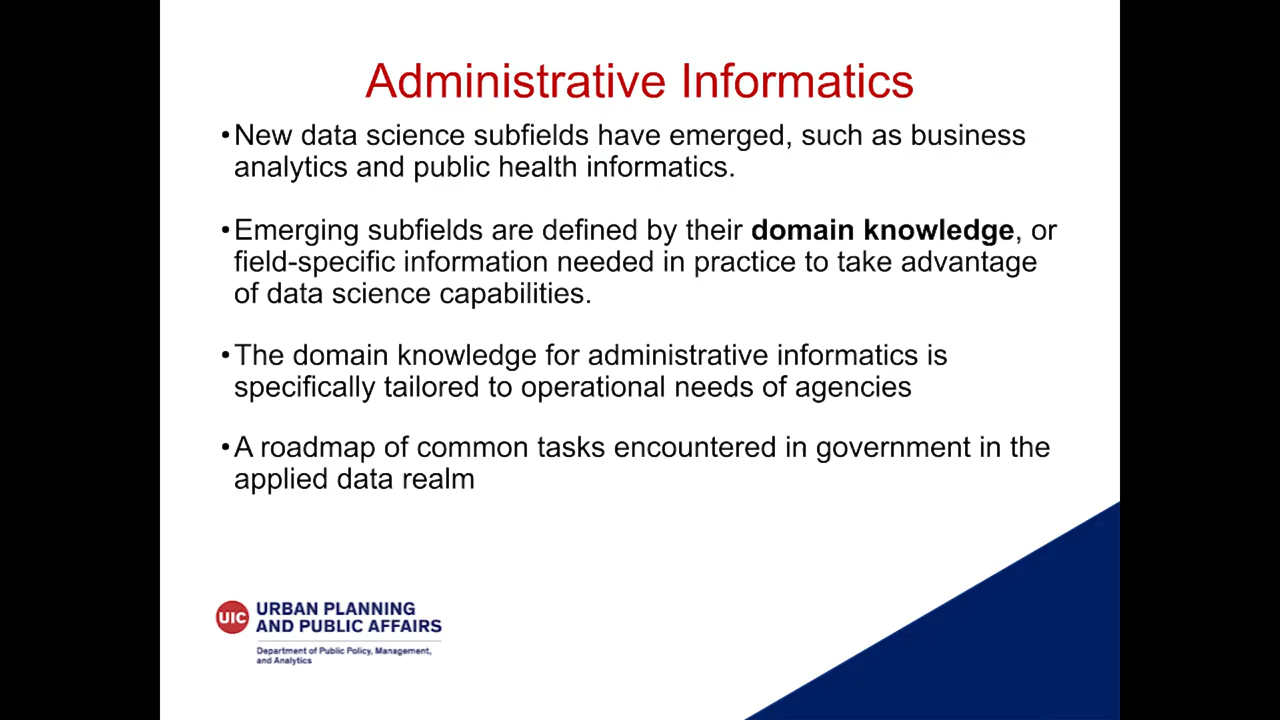 Administrative Informatics
•New data science subfields have emerged, such as business
analytics and public health informatics.
•Emerging subfields are defined by their domain knowledge, or
field-specific information needed in practice to take advantage
of data science capabilities.
•The domain knowledge for administrative informatics is
specifically tailored to operational needs of agencies
•A roadmap of common tasks encountered in government in the
applied data realm
UIC
URBAN PLANNING
AND PUBLIC AFFAIRS
Department of Public Policy, Management,
and Analytics